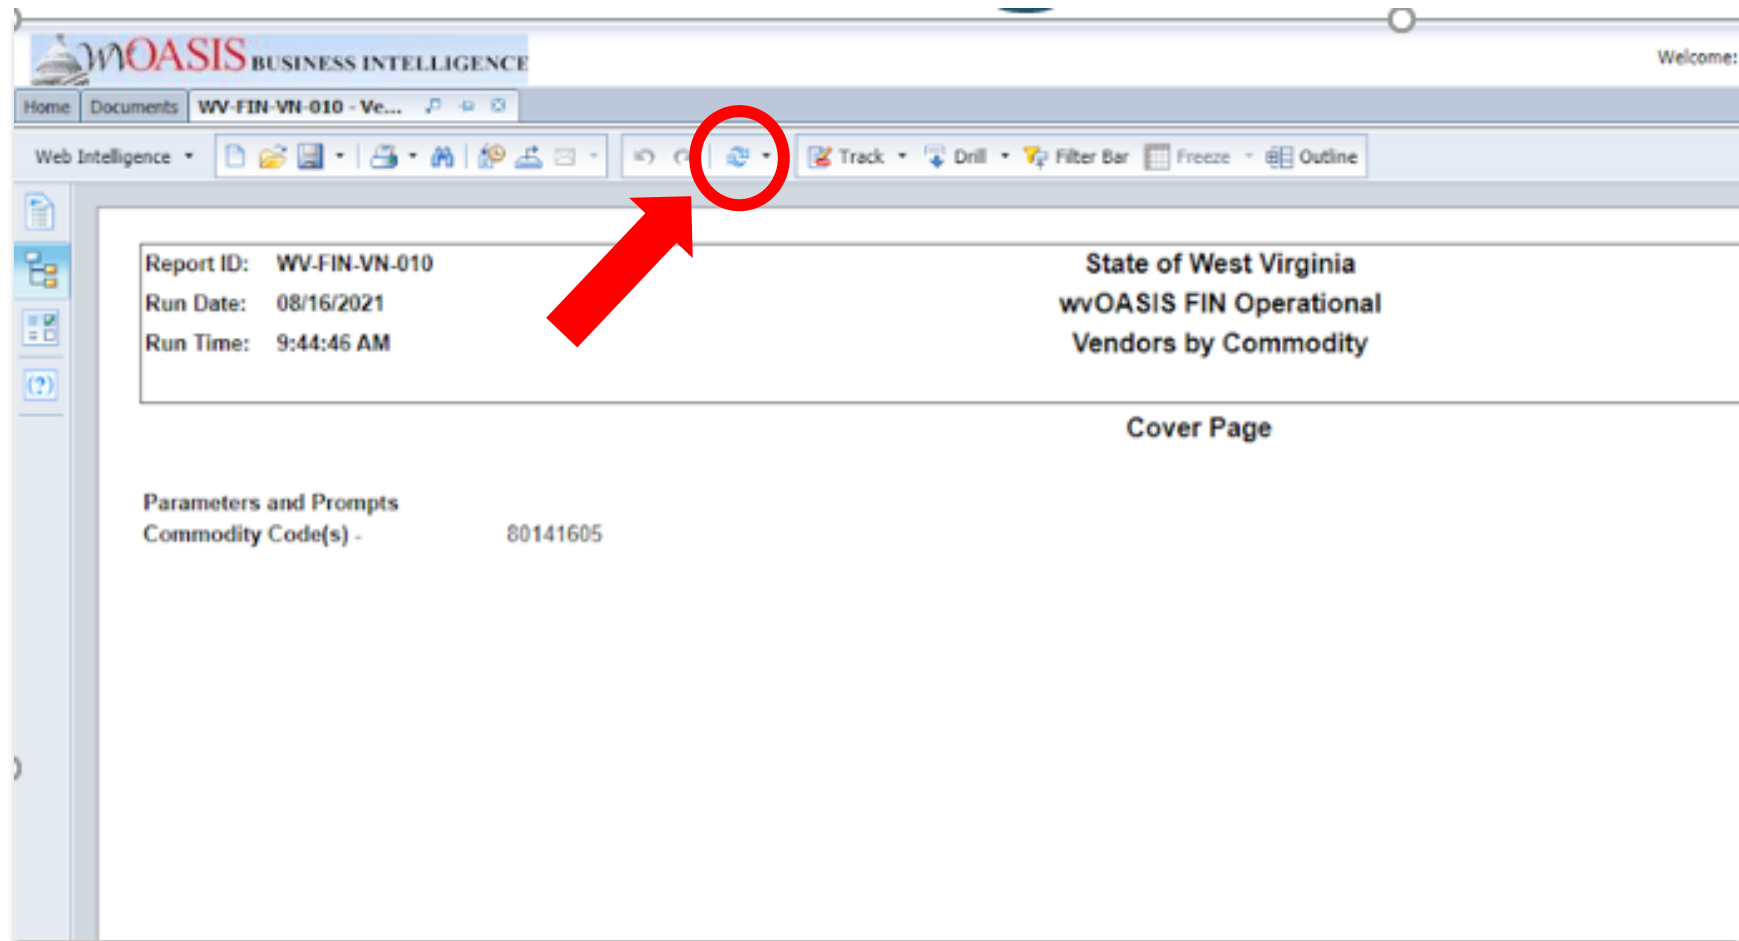 wvOASIS BUSINESS INTELLIGENCE
Welcome:
Home Documents WV-FIN-VN-010 - Ve...
Web Intelligence Track Drill Filter Bar Freeze Outline
Report ID: WV-FIN-VN-010 State of West Virginia
Run Date: 08/16/2021 wvOASIS FIN Operational
Run Time: 9:44:46 AM Vendors by Commodity
Cover Page
Parameters and Prompts
Commodity Code(s) - 80141605